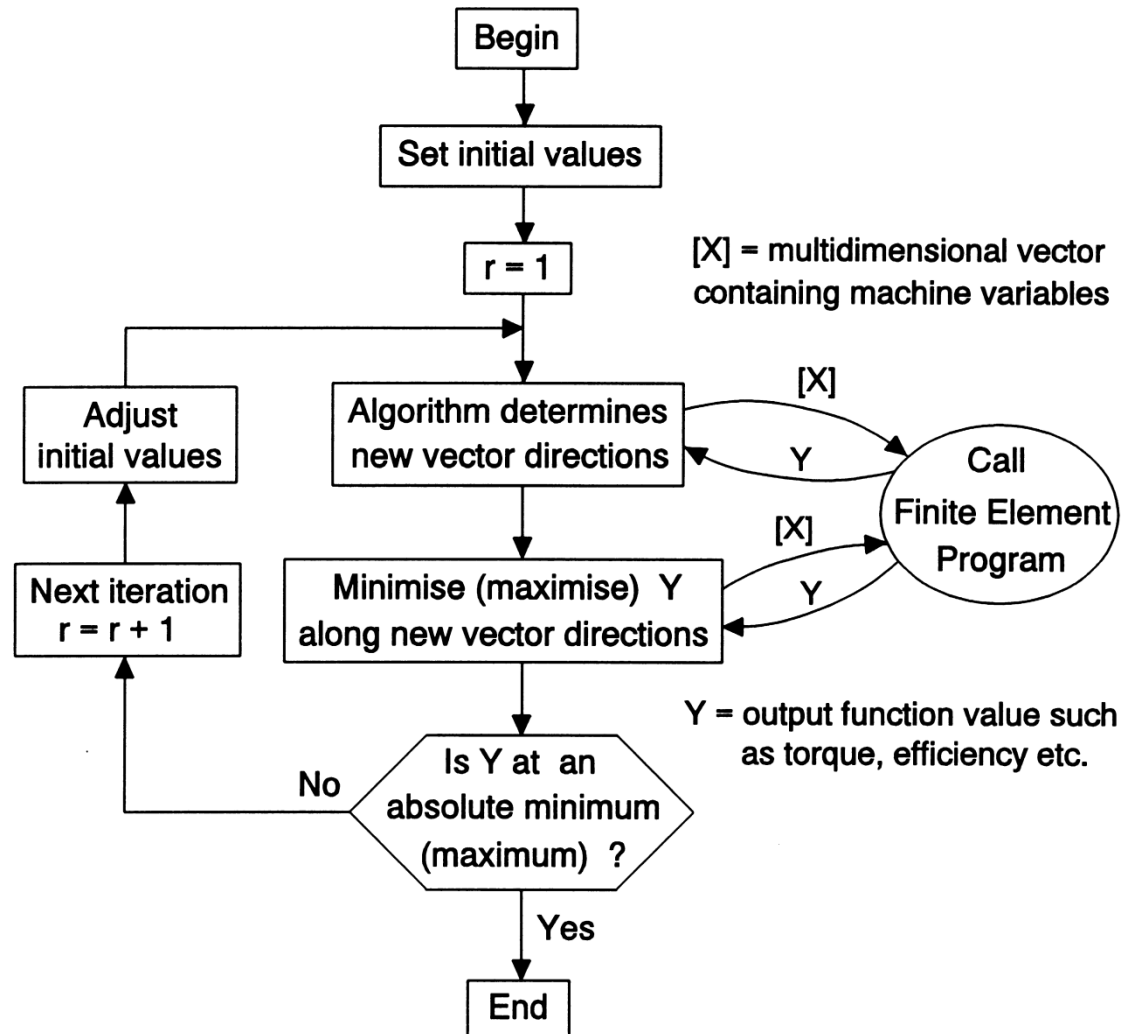 Begin
Set initial values
r = 1
[X] = multidimensional vector
containing machine variables
Adjust
initial values
Algorithm determines
new vector directions
[X]
Y
Call
Finite Element
Program
[X]
Y
Next iteration
r = r + 1
Minimise (maximise) Y
along new vector directions
Y = output function value such
as torque, efficiency etc.
Is Y at an
absolute minimum
(maximum) ?
No
Yes
End